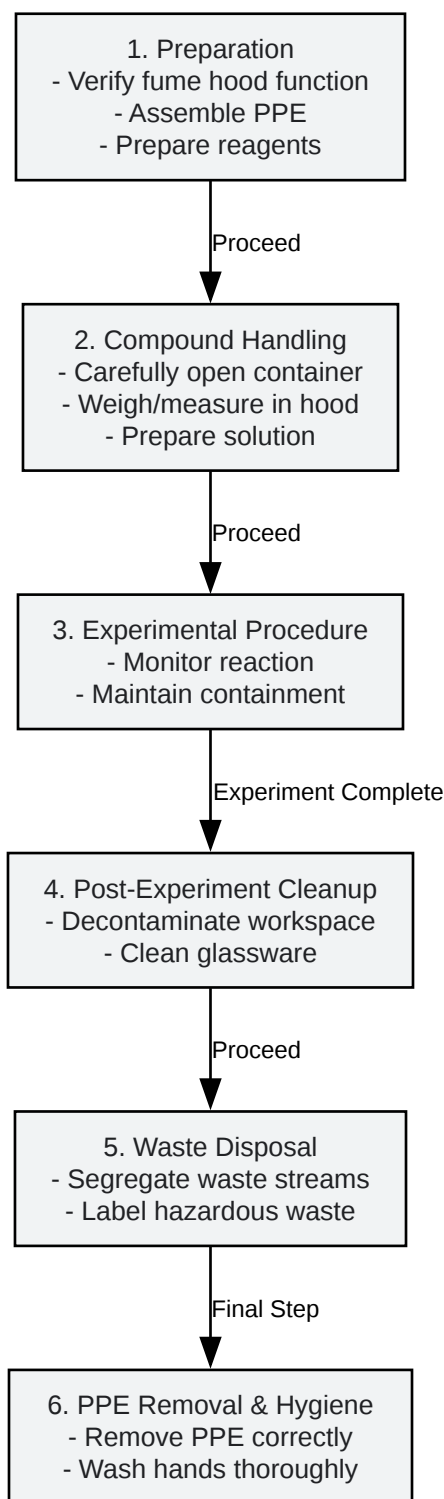 1. Preparation
- Verify fume hood function
- Assemble PPE
- Prepare reagents
Proceed
2. Compound Handling
- Carefully open container
- Weigh/measure in hood
- Prepare solution
Proceed
3. Experimental Procedure
- Monitor reaction
- Maintain containment
Experiment Complete
4. Post-Experiment Cleanup
- Decontaminate workspace
- Clean glassware
Proceed
5. Waste Disposal
- Segregate waste streams
- Label hazardous waste
Final Step
6. PPE Removal & Hygiene
- Remove PPE correctly
- Wash hands thoroughly